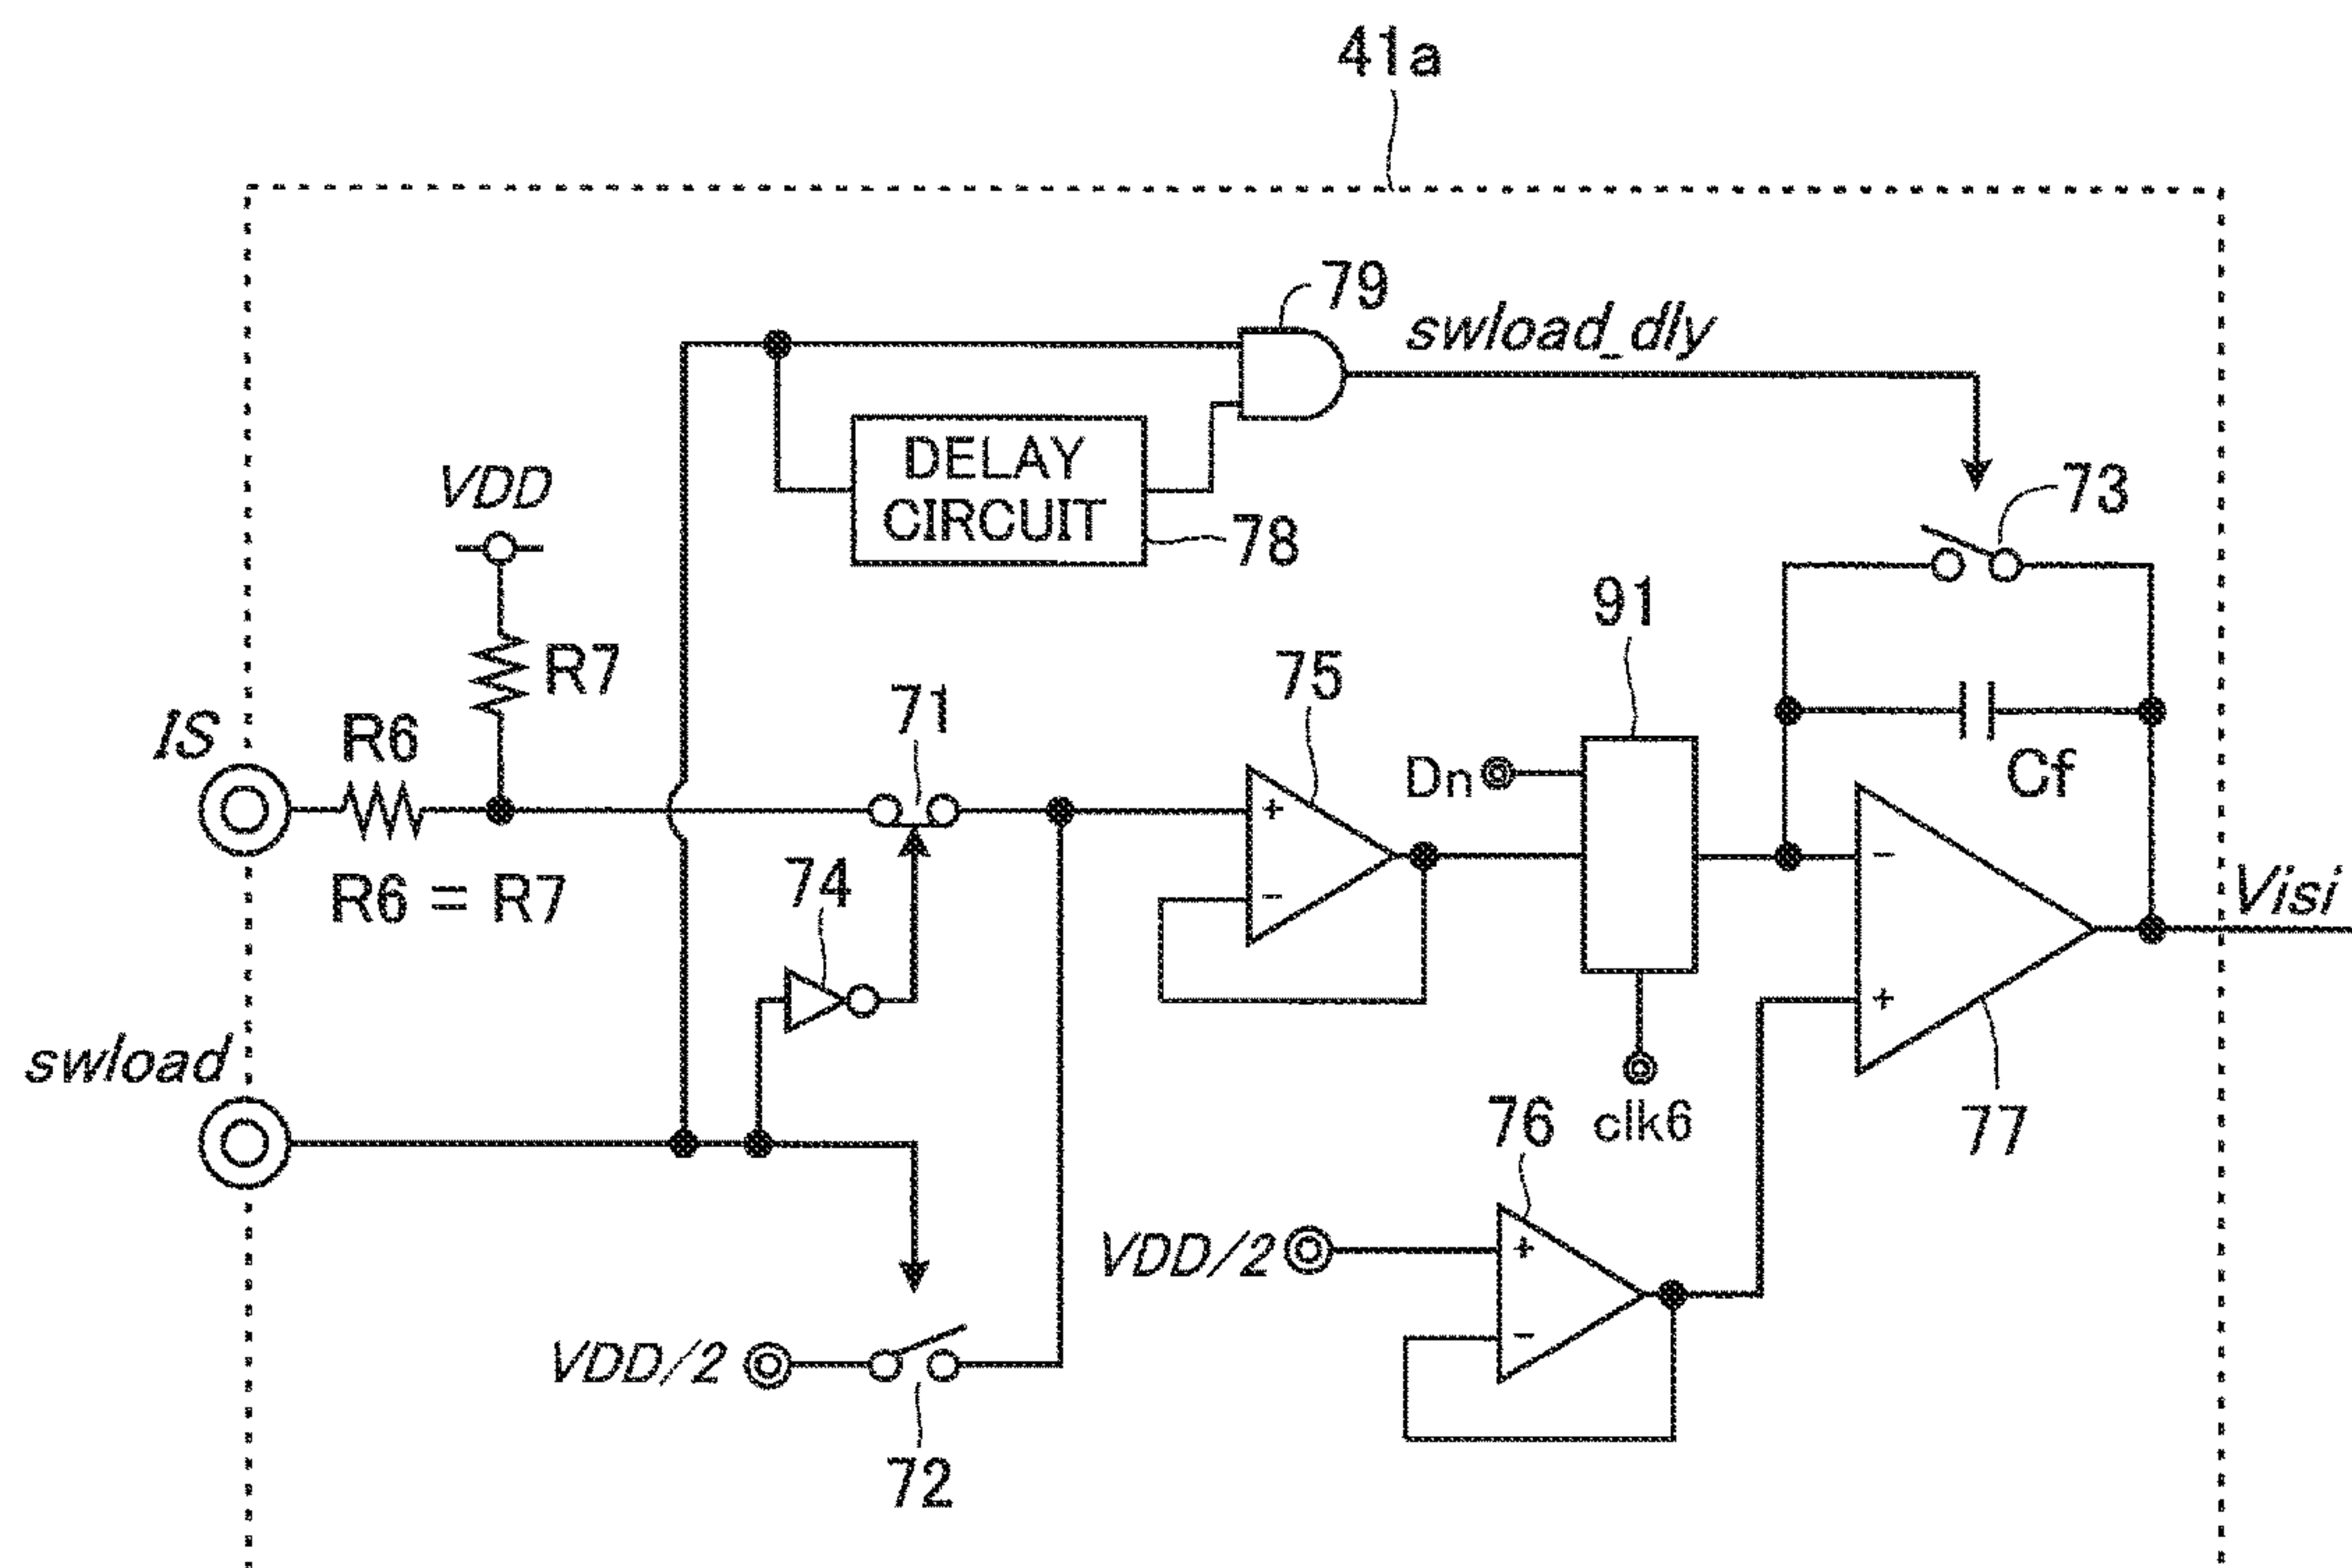 41a
79
swload_dly
DELAY
CIRCUIT
78
73
VDD
R7
91
75
71
IS
R6
Dn
Cf
R6 = R7
74
+
-
-
Visi
+
swload
76
clk6
77
VDD/2
+
-
VDD/2
72